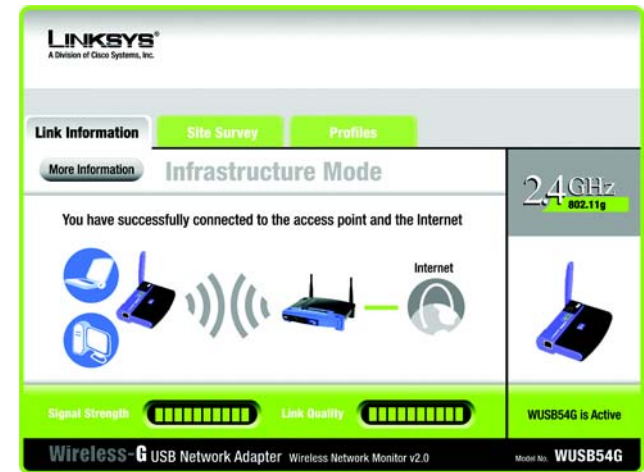 LINKSYS®
A Division of Cisco Systems, Inc.
Link Information Site Survey Profiles
More Information Infrastructure Mode
2.4GHz
802.11g
You have successfully connected to the access point and the Internet
Internet
Signal Strength Link Quality WUSB54G is Active
Wireless-G USB Network Adapter Wireless Network Monitor v2.0 Model No. WUSB54G